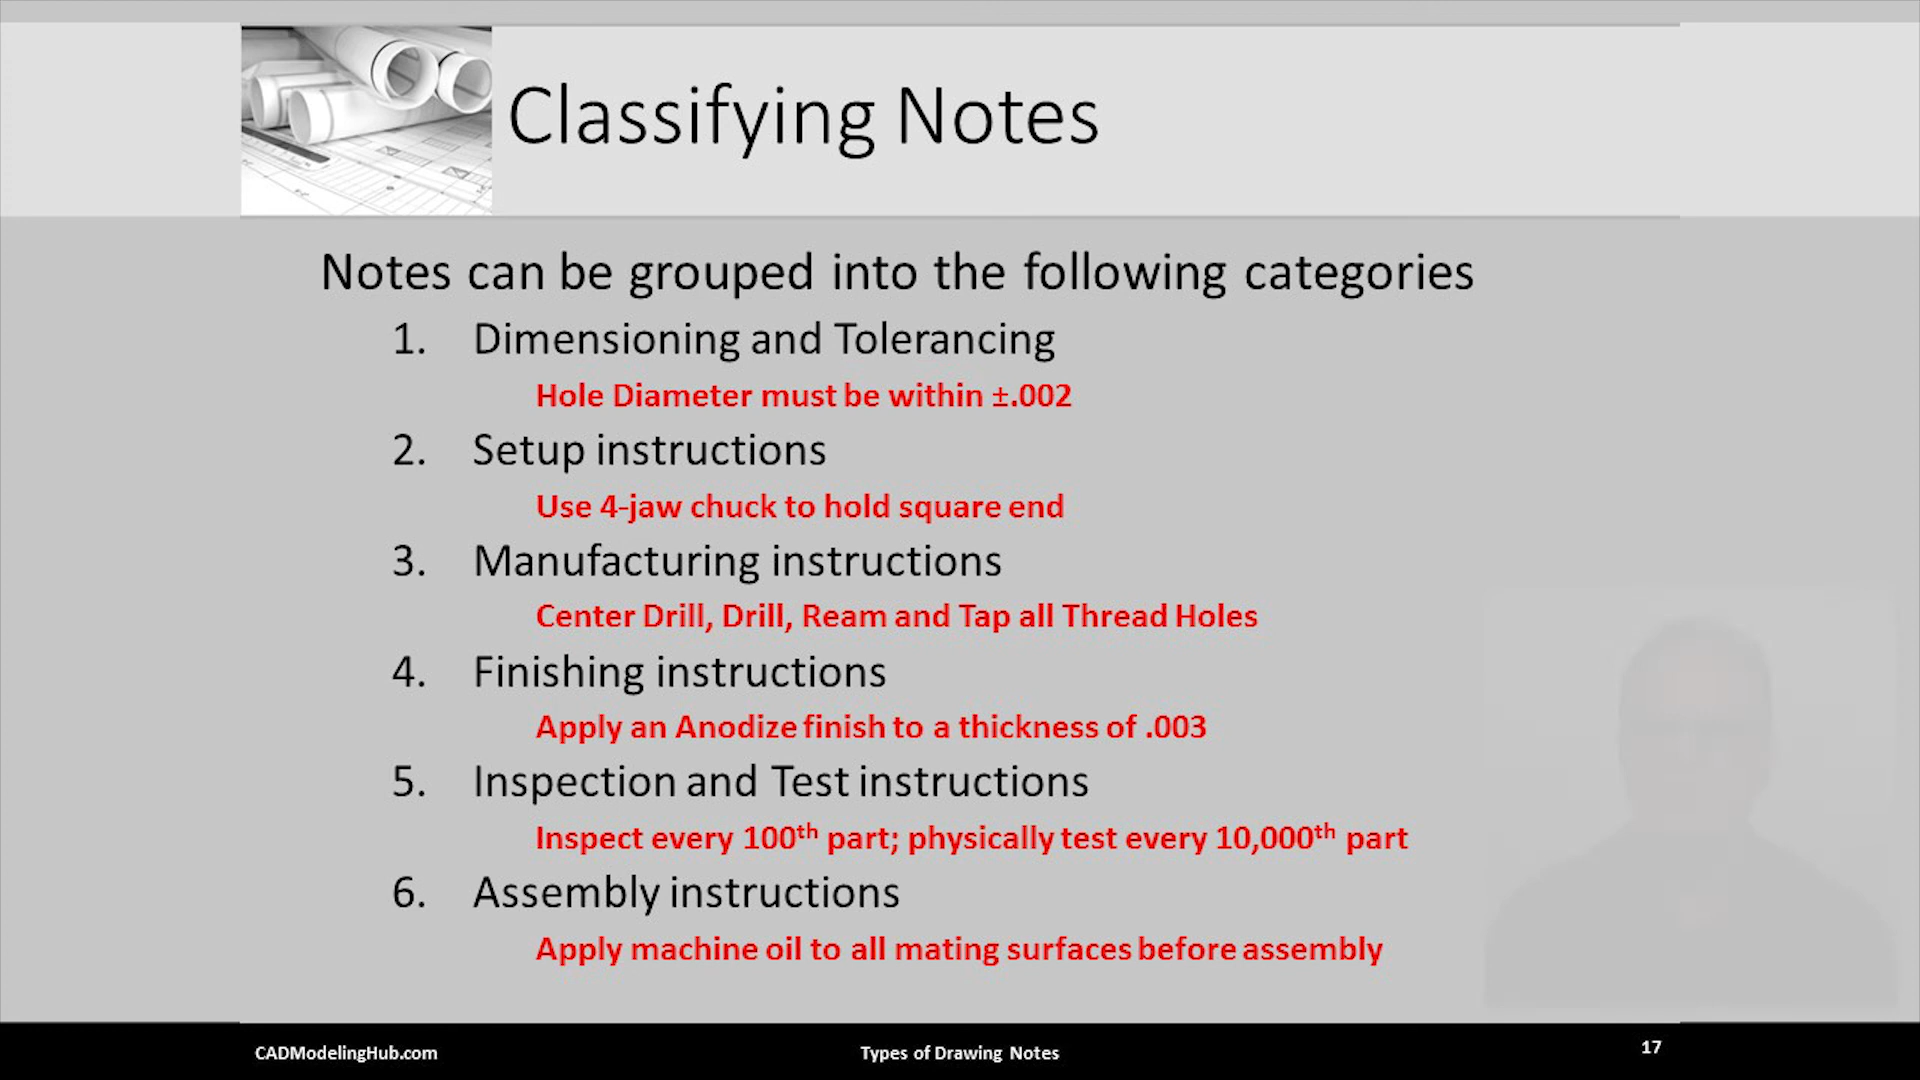 Classifying Notes
Notes can be grouped into the following categories
1. Dimensioning and Tolerancing
Hole Diameter must be within ±.002
2. Setup instructions
Use 4-jaw chuck to hold square end
3. Manufacturing instructions
Center Drill, Drill, Ream and Tap all Thread Holes
4. Finishing instructions
Apply an Anodize finish to a thickness of .003
5. Inspection and Test instructions
Inspect every 100th part; physically test every 10,000th part
6. Assembly instructions
Apply machine oil to all mating surfaces before assembly
CADModelingHub.com
Types of Drawing Notes
17